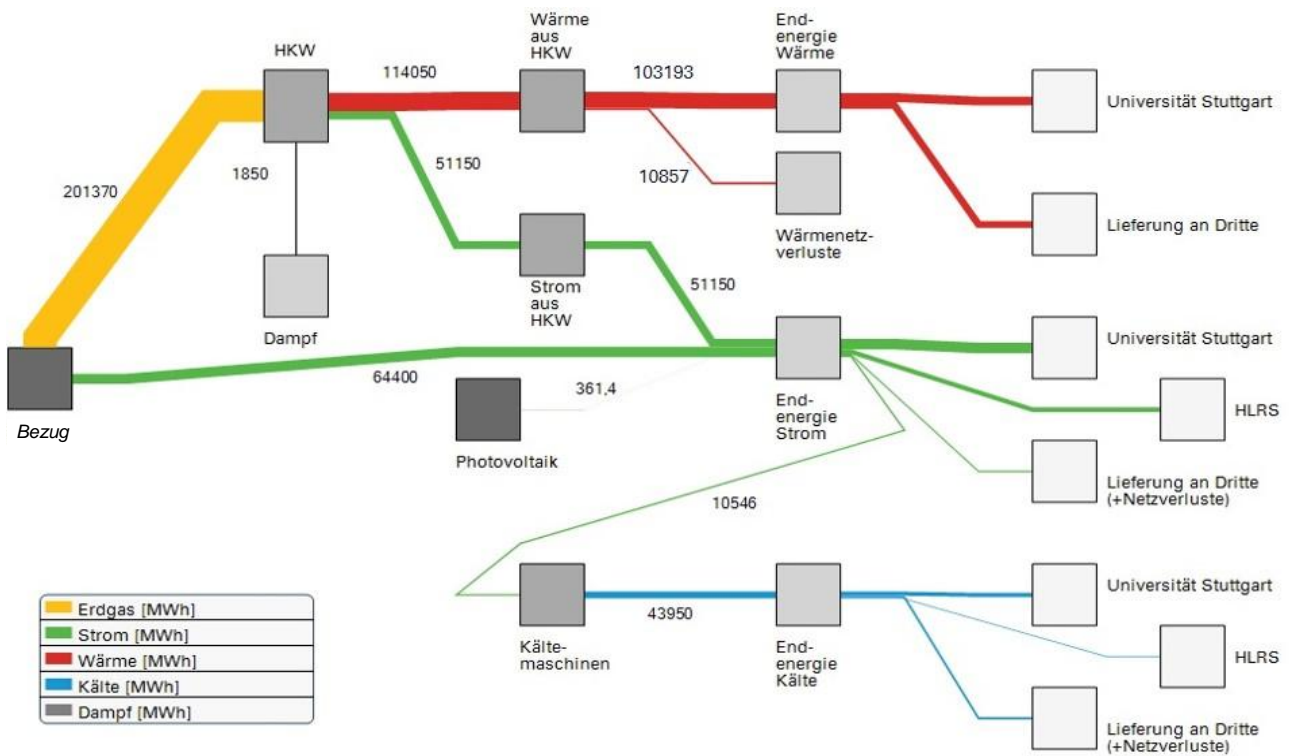 HKW
Wärme
aus
HKW
End-
energie
Wärme
114050
103193
Universität Stuttgart
201370
1850
51150
10857
Wärmenetz-
verluste
Lieferung an Dritte
Dampf
Strom
aus
HKW
51150
Universität Stuttgart
64400
361,4
Bezug
Photovoltaik
End-
energie
Strom
HLRS
Lieferung an Dritte
(+Netzverluste)
10546
Universität Stuttgart
43950
Kälte-
maschinen
End-
energie
Kälte
HLRS
Lieferung an Dritte
(+Netzverluste)
Erdgas [MWh]
Strom [MWh]
Wärme [MWh]
Kälte [MWh]
Dampf [MWh]